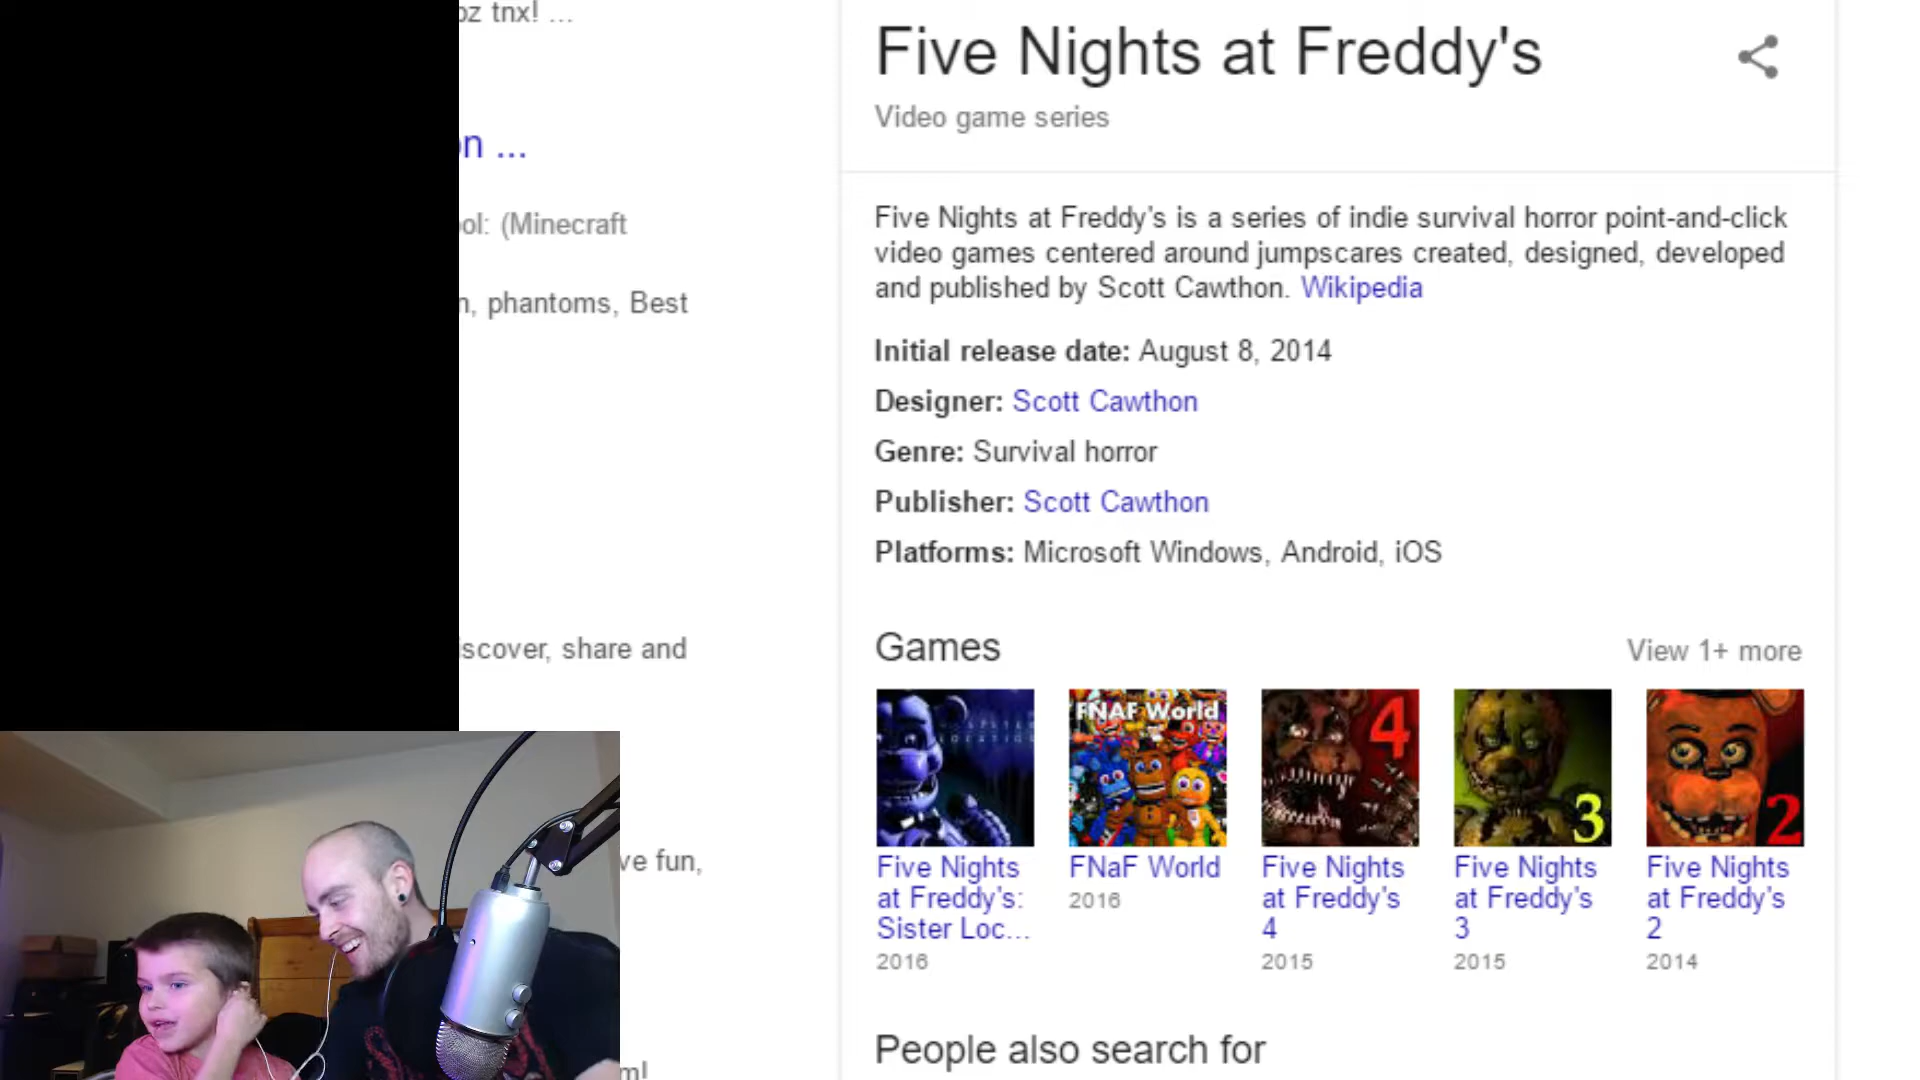 oz tnx! ...
on ...
ool: (Minecraft
n, phantoms, Best
iscover, share and
ve fun,
m!
Five Nights at Freddy's
Video game series
Five Nights at Freddy's is a series of indie survival horror point-and-click
video games centered around jumpscares created, designed, developed
and published by Scott Cawthon. Wikipedia
Initial release date: August 8, 2014
Designer: Scott Cawthon
Genre: Survival horror
Publisher: Scott Cawthon
Platforms: Microsoft Windows, Android, iOS
Games
View 1+ more
FNAF World
4
3
2
Five Nights
at Freddy's:
Sister Loc...
2016
FNaF World
2016
Five Nights
at Freddy's
4
2015
Five Nights
at Freddy's
3
2015
Five Nights
at Freddy's
2
2014
People also search for